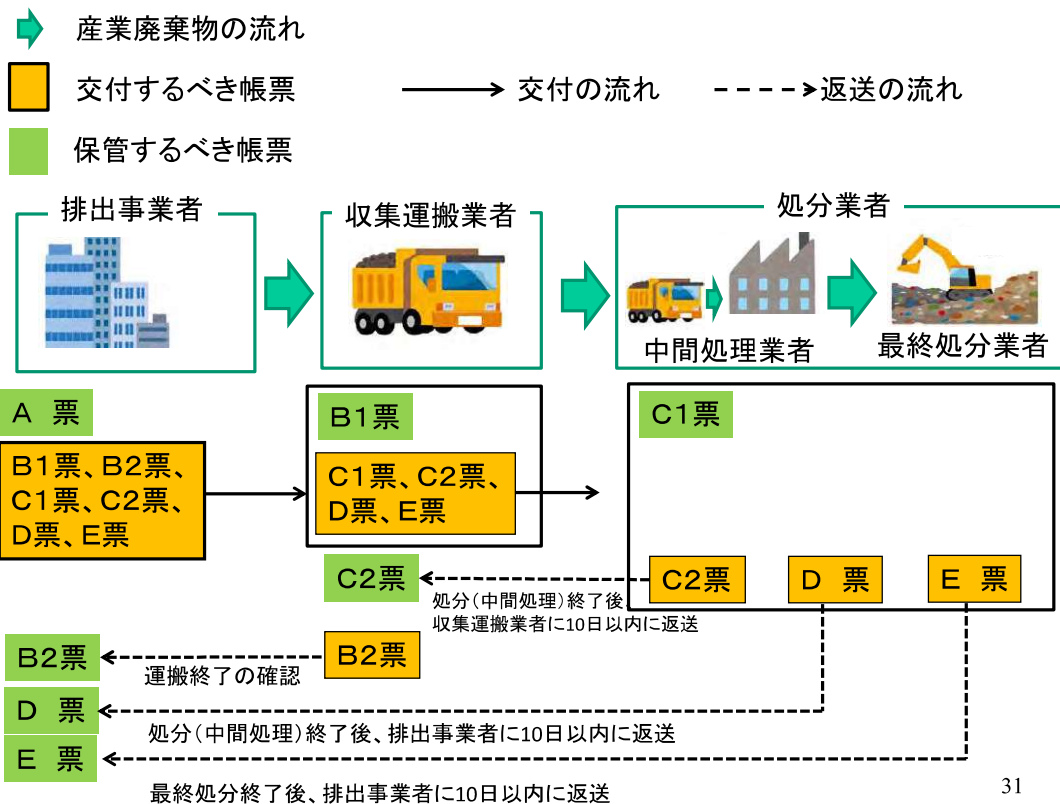 産業廃棄物の流れ
交付するべき帳票
交付の流れ
返送の流れ
保管するべき帳票
排出事業者
収集運搬業者
処分業者
中間処理業者
最終処分業者
A 票
B1票、B2票、
C1票、C2票、
D票、E票
B1票
C1票、C2票、
D票、E票
C1票
C2票
D 票
E 票
C2票
処分(中間処理)終了後、
収集運搬業者に10日以内に返送
B2票
運搬終了の確認
B2票
D 票
処分(中間処理)終了後、排出事業者に10日以内に返送
E 票
最終処分終了後、排出事業者に10日以内に返送
31